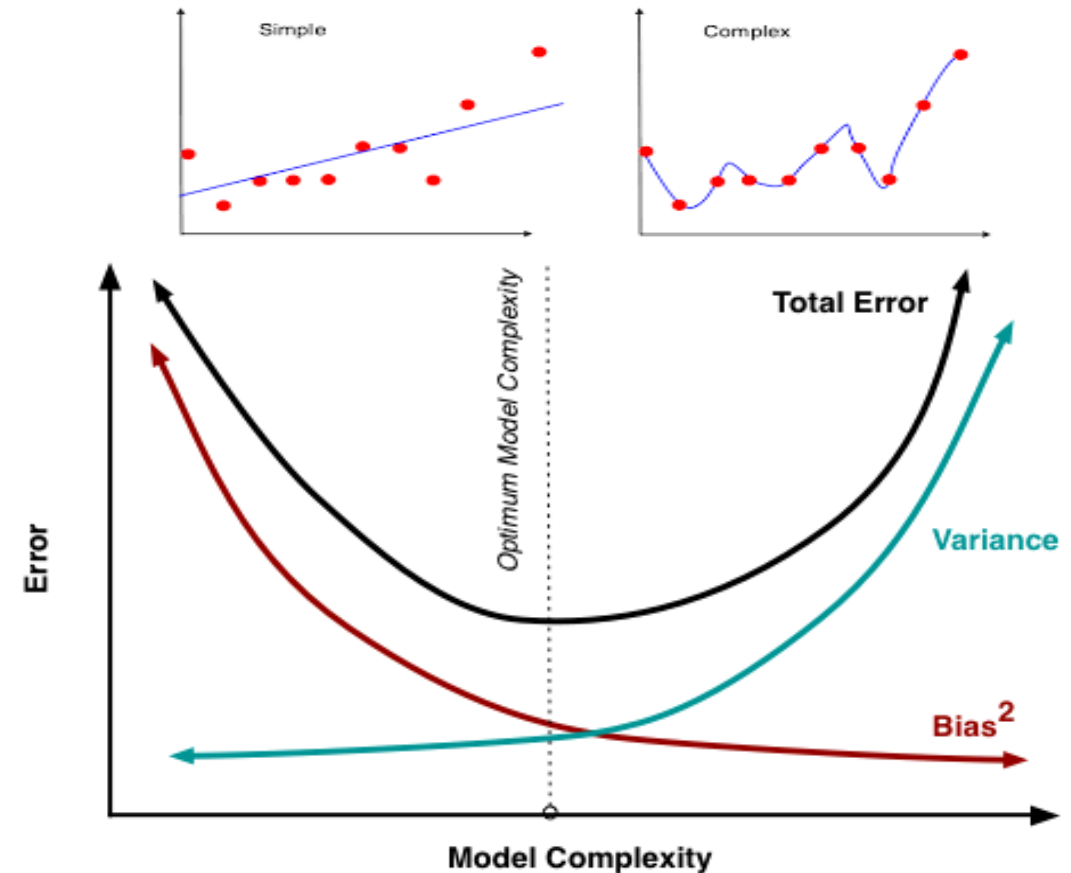 Simple
Complex
Total Error
Optimum Model Complexity
Variance
Error
Bias²
Model Complexity